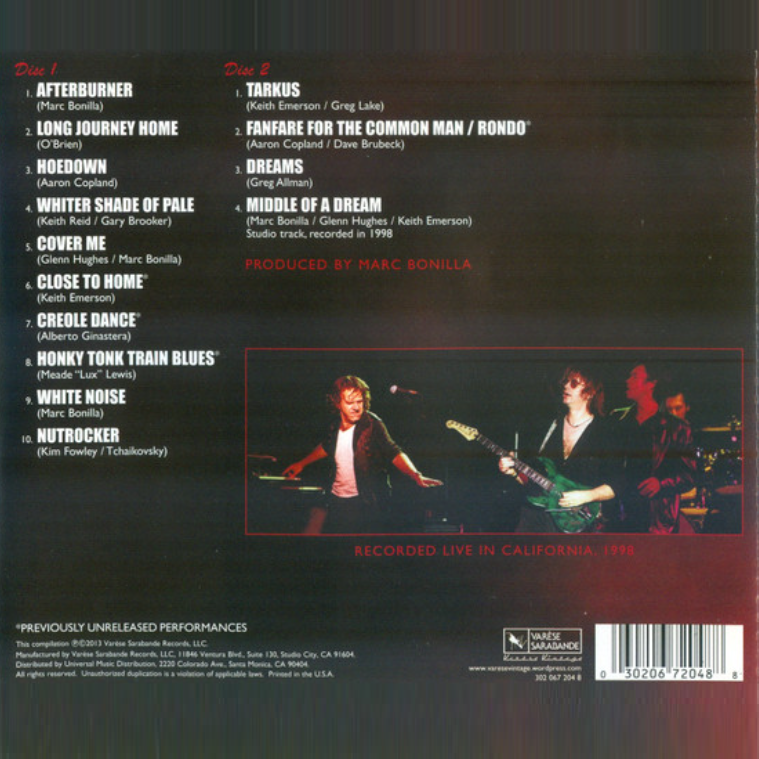 Disc 1
1. AFTERBURNER
(Marc Bonilla)
2. LONG JOURNEY HOME
(O'Brien)
3. HOEDOWN
(Aaron Copland)
4. WHITER SHADE OF PALE
(Keith Reid / Gary Brooker)
5. COVER ME
(Glenn Hughes / Marc Bonilla)
6. CLOSE TO HOME*
(Keith Emerson)
7. CREOLE DANCE*
(Alberto Ginastera)
8. HONKY TONK TRAIN BLUES*
(Meade "Lux" Lewis)
9. WHITE NOISE
(Marc Bonilla)
10. NUTROCKER
(Kim Fowley / Tchaikovsky)
Disc 2
1. TARKUS
(Keith Emerson / Greg Lake)
2. FANFARE FOR THE COMMON MAN / RONDO*
(Aaron Copland / Dave Brubeck)
3. DREAMS
(Greg Allman)
4. MIDDLE OF A DREAM
(Marc Bonilla / Glenn Hughes / Keith Emerson)
Studio track, recorded in 1998
PRODUCED BY MARC BONILLA
RECORDED LIVE IN CALIFORNIA, 1998
*PREVIOUSLY UNRELEASED PERFORMANCES
This compilation ℗©2013 Varèse Sarabande Records, LLC.
Manufactured by Varèse Sarabande Records, LLC, 11846 Ventura Blvd., Suite 130, Studio City, CA 91604.
Distributed by Universal Music Distribution, 2220 Colorado Ave., Santa Monica, CA 90404.
All rights reserved. Unauthorized duplication is a violation of applicable laws. Printed in the U.S.A.
VARÈSE
SARABANDE
Varèse Vintage
www.varesevintage.wordpress.com
302 067 204 8
0 30206 72048 8